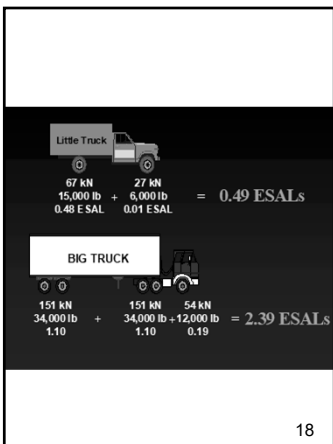 Little Truck
67 kN 27 kN
15,000 lb + 6,000 lb = 0.49 ESALs
0.48 ESAL 0.01 ESAL
BIG TRUCK
151 kN 151 kN 54 kN
34,000 lb + 34,000 lb + 12,000 lb = 2.39 ESALs
1.10 1.10 0.19
18